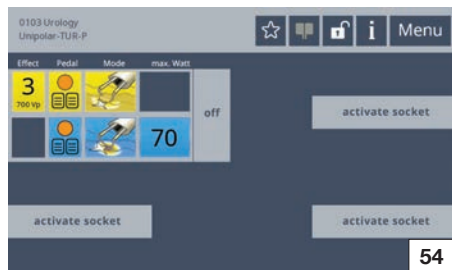 0103 Urology
Unipolar-TUR-P
i
Menu
Effect Pedal Mode max. Watt
3
700 Vp
off
70
activate socket
activate socket
activate socket
54